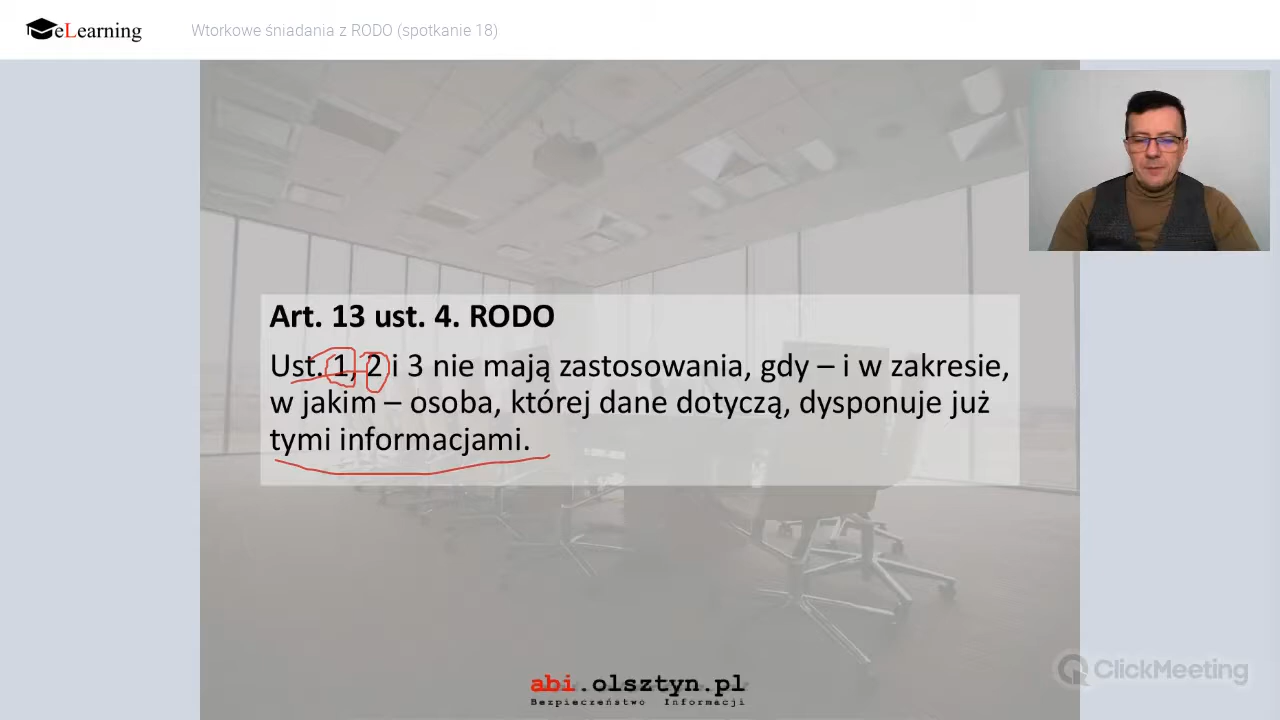 eLearning
Wtorkowe śniadania z RODO (spotkanie 18)
Art. 13 ust. 4. RODO
Ust. 1, 2 i 3 nie mają zastosowania, gdy – i w zakresie,
w jakim – osoba, której dane dotyczą, dysponuje już
tymi informacjami.
abi.olsztyn.pl
Bezpieczeństwo Informacji
ClickMeeting